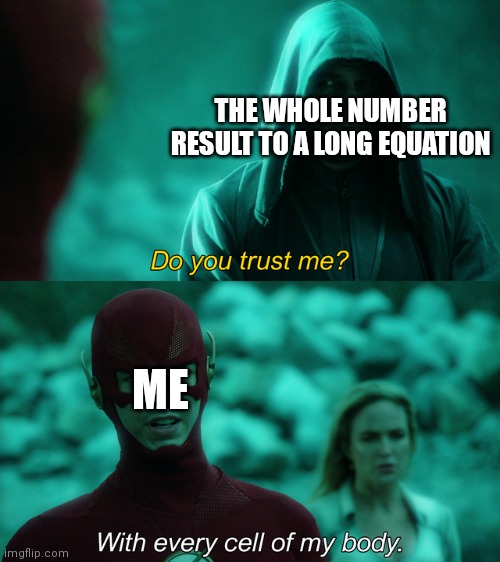 THE WHOLE NUMBER
RESULT TO A LONG EQUATION
Do you trust me?
ME
With every cell of my body.
imgflip.com